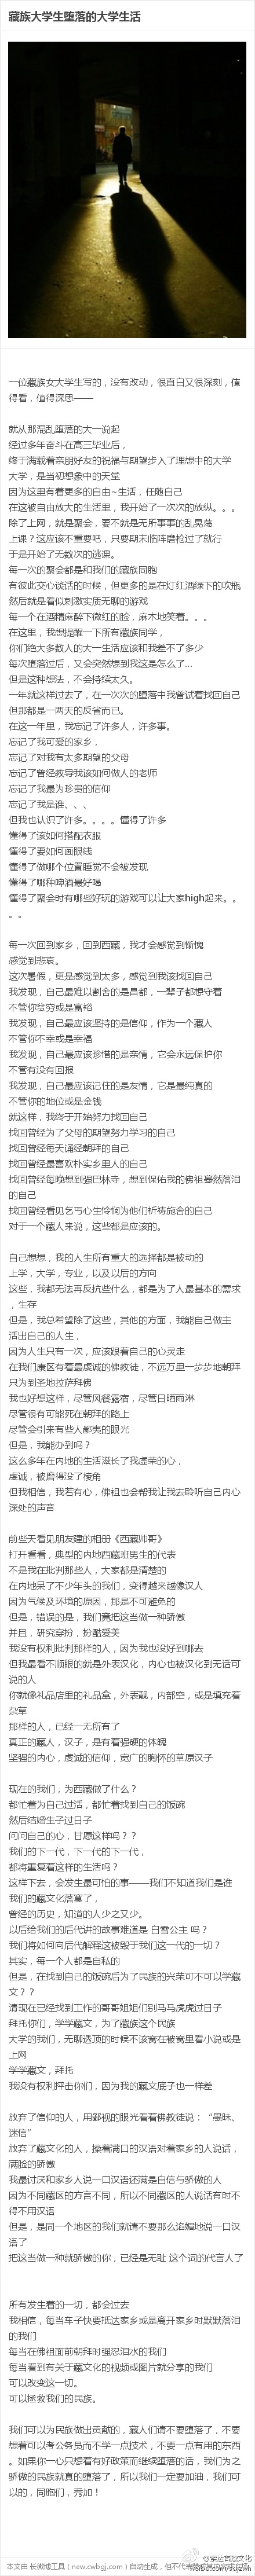 藏族大学生堕落的大学生活
一位藏族女大学生写的，没有改动，很直白又很深刻，值
得看，值得深思——
就从那混乱堕落的大一说起
经过多年奋斗在高三毕业后，
终于满载着亲朋好友的祝福与期望步入了理想中的大学
大学，是当初想象中的天堂
因为这里有着更多的自由~生活，任随自己
在这被自由放大的生活里，我开始了一次次的放纵。。。
除了上网，就是聚会，要不就是无所事事的乱晃荡
上课？这应该不重要吧，只要期末临阵磨枪过了就行
于是开始了无数次的逃课。
每一次的聚会都是和我们的藏族同胞
有彼此交心谈话的时候，但更多的是在灯红酒绿下的吹瓶
然后就是看似刺激实质无聊的游戏
每一个在酒精麻醉下微红的脸，麻木地笑着。。。
在这里，我想提醒一下所有藏族同学，
你们绝大多数人的大一生活应该和我差不了多少
每次堕落过后，又会突然想到我这是怎么了...
但是这种想法，不会持续太久。
一年就这样过去了，在一次次的堕落中我曾试着找回自己
但那都是一两天的反省而已。
在这一年里，我忘记了许多人，许多事。
忘记了我可爱的家乡，
忘记了对我有太多期望的父母
忘记了曾经教导我该如何做人的老师
忘记了我最为珍贵的信仰
忘记了我是谁、、、
但我也认识了许多。。。。懂得了许多
懂得了该如何搭配衣服
懂得了要如何画眼线
懂得了做哪个位置睡觉不会被发现
懂得了哪种啤酒最好喝
懂得了聚会时有哪些好玩的游戏可以让大家high起来。。
。。
每一次回到家乡，回到西藏，我才会感觉到惭愧
感觉到悲哀。
这次暑假，更是感觉到太多，感觉到我该找回自己
我发现，自己最难以割舍的是昌都，一辈子都想守着
不管你贫穷或是富裕
我发现，自己最应该坚持的是信仰，作为一个藏人
不管你不幸或是幸福
我发现，自己最应该珍惜的是亲情，它会永远保护你
不管有没有回报
我发现，自己最应该记住的是友情，它是最纯真的
不管你的地位或是金钱
就这样，我终于开始努力找回自己
找回曾经为了父母的期望努力学习的自己
找回曾经每天诵经朝拜的自己
找回曾经最喜欢朴实乡里人的自己
找回曾经每晚想到强巴林寺，想到保佑我的佛祖蓦然落泪
的自己
找回曾经看见乞丐心生怜悯为他们祈祷施舍的自己
对于一个藏人来说，这些都是应该的。
自己想想，我的人生所有重大的选择都是被动的
上学，大学，专业，以及以后的方向
这些，我都无法再反抗些什么，都是为了人最基本的需求
，生存
但是，我总希望除了这些，其他的方面，我能自己做主
活出自己的人生，
因为人生只有一次，应该跟着自己的心灵走
在我们康区有着最虔诚的佛教徒，不远万里一步步地朝拜
只为到圣地拉萨拜佛
我也好想这样，尽管风餐露宿，尽管日晒雨淋
尽管很有可能死在朝拜的路上
尽管会引来有些人鄙夷的眼光
但是，我能办到吗？
这么多年在内地的生活滋长了我虚荣的心，
虔诚，被磨得没了棱角
但我相信，我若有心，佛祖也会帮我让我去聆听自己内心
深处的声音
前些天看见朋友建的相册《西藏帅哥》
打开看看，典型的内地西藏班男生的代表
不是我在批判那些人，大家都是清楚的
在内地呆了不少年头的我们，变得越来越像汉人
因为气候及环境的原因，那是不可避免的
但是，错误的是，我们竟把这当做一种骄傲
并且，研究穿扮，扮酷爱美
我没有权利批判那样的人，因为我也没好到哪去
但我最看不顺眼的就是外表汉化，内心也被汉化到无话可
说的人
你就像礼品店里的礼品盒，外表靓，内部空，或是填充着
杂草
那样的人，已经一无所有了
真正的藏人，汉子，是有着强硬的体魄
坚强的内心，虔诚的信仰，宽广的胸怀的草原汉子
现在的我们，为西藏做了什么？
都忙着为自己过活，都忙着找到自己的饭碗
然后结婚生子过日子
问问自己的心，甘愿这样吗？？
我们的下一代，下一代的下一代，
都将重复着这样的生活吗？
这样下去，会发生最可怕的事——我们不知道我们是谁
我们的藏文化落寞了，
曾经的历史，知道的人少之又少。
以后给我们的后代讲的故事难道是 白雪公主 吗？
我们将如何向后代解释这被毁于我们这一代的一切？
其实，每一个人都是自私的
但是，在找到自己的饭碗后为了民族的兴荣可不可以学藏
文？？
请现在已经找到工作的哥哥姐姐们别马马虎虎过日子
拜托你们，学学藏文，为了藏族这个民族
大学的我们，无聊透顶的时候不该窝在被窝里看小说或是
上网
学学藏文，拜托
我没有权利抨击你们，因为我的藏文底子也一样差
放弃了信仰的人，用鄙视的眼光看着佛教徒说：“愚昧、
迷信”
放弃了藏文化的人，操着满口的汉语对着家乡的人说话，
满脸的骄傲
我最讨厌和家乡人说一口汉语还满是自信与骄傲的人
因为不同藏区的方言不同，所以不同藏区的人说话有时不
得不用汉语
但是，是同一个地区的我们就请不要那么谄媚地说一口汉
语了
把这当做一种就骄傲的你，已经是无耻 这个词的代言人了
所有发生着的一切，都会过去
我相信，每当车子快要抵达家乡或是离开家乡时默默落泪
的我们
每当在佛祖面前朝拜时强忍泪水的我们
每当看到有关于藏文化的视频或图片就分享的我们
可以改变这一切。
可以拯救我们的民族。
我们可以为民族做出贡献的，藏人们请不要堕落了，不要
想着可以考公务员而不学一点技术，不要一点有用的东西
。如果你一心只想着有好政策而继续堕落的话，我们为之
骄傲的民族就真的堕落了，所以我们一定要加油，我们可
以的，同胞们，秀加！